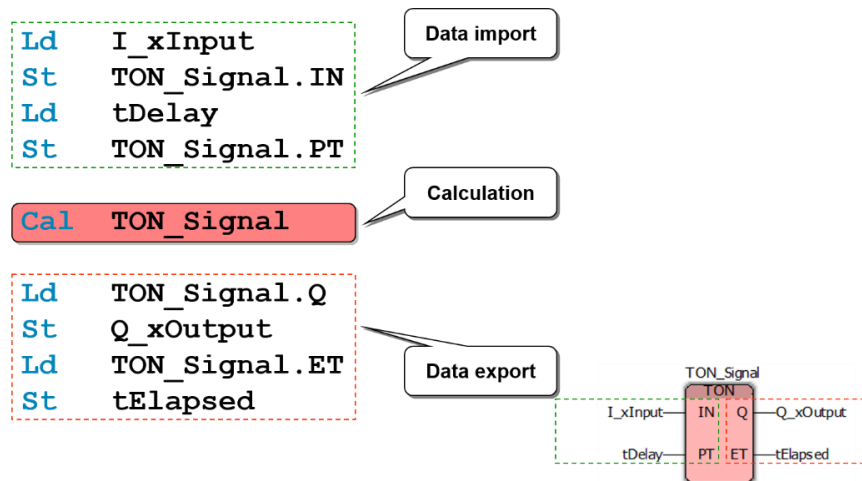 Ld I_xInput
St TON_Signal.IN
Ld tDelay
St TON_Signal.PT
Data import
Cal TON_Signal
Calculation
Ld TON_Signal.Q
St Q_xOutput
Ld TON_Signal.ET
St tElapsed
Data export
TON_Signal
TON
I_xInput IN Q Q_xOutput
tDelay PT ET tElapsed